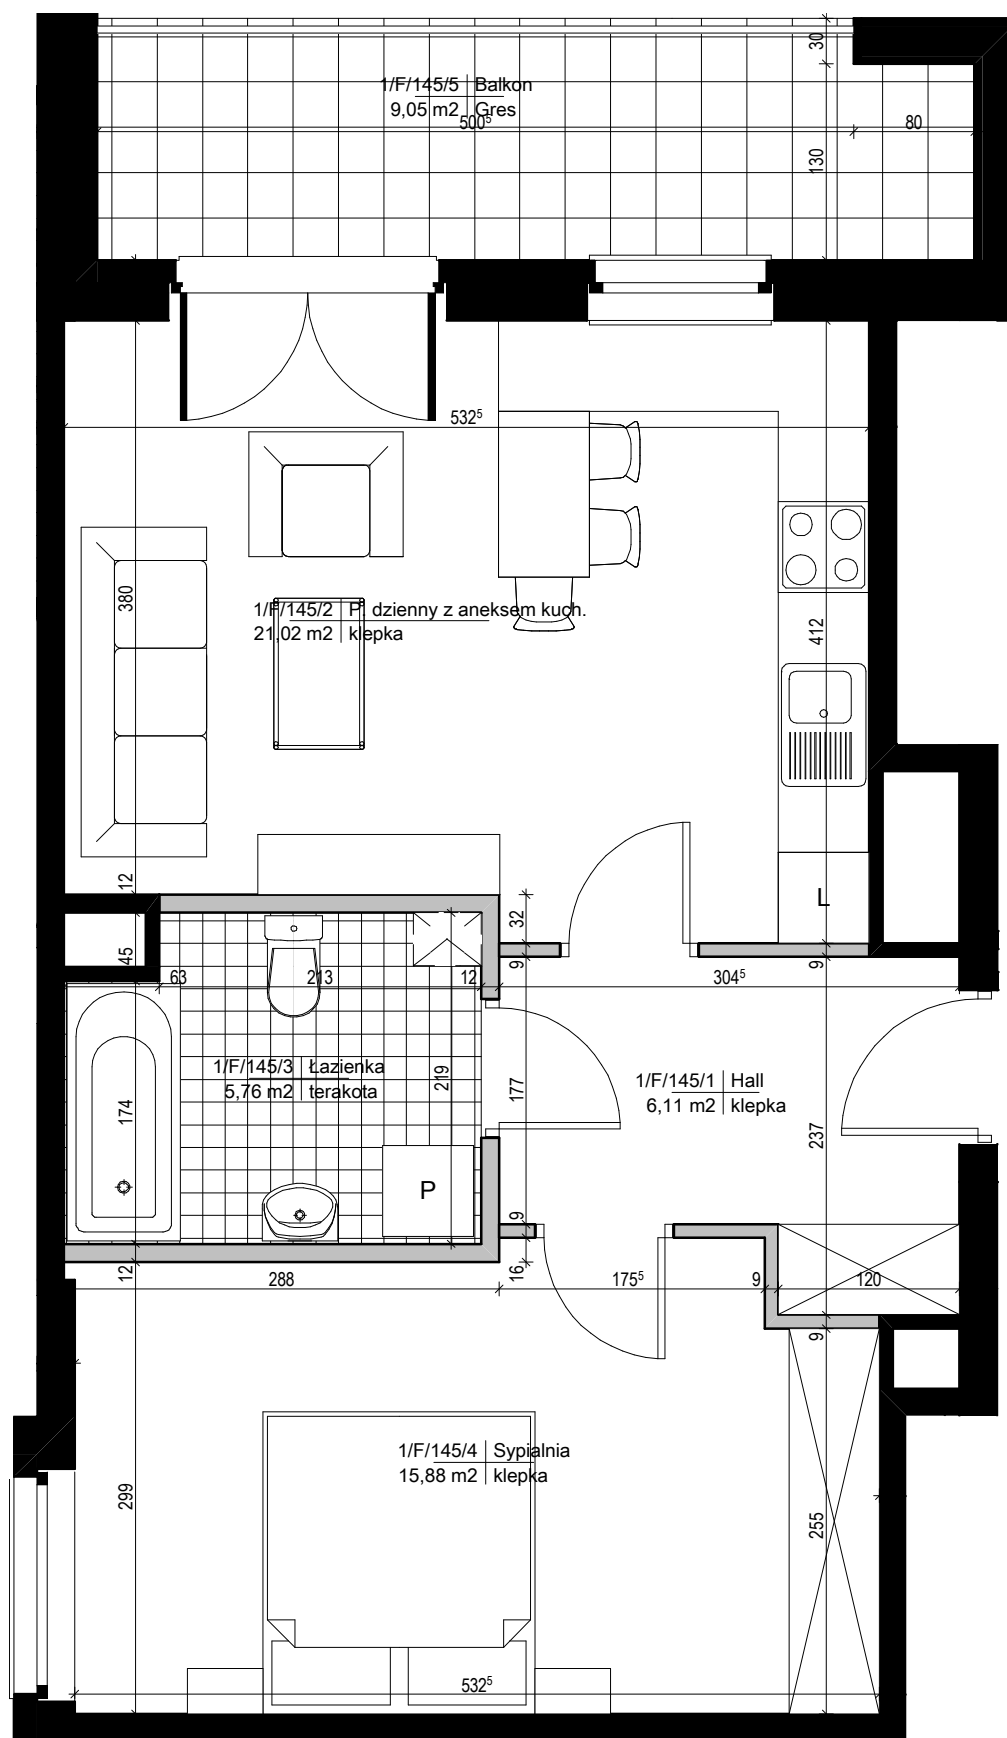 30
1/F/145/5 Balkon
9,05 m2 Gres
500⁵
80
130
532⁵
380
1/F/145/2 P. dzienny z aneksem kuch.
21,02 m2 klepka
412
12
L
32
45
9
9
63
213
12
304⁵
1/F/145/3 Łazienka
5,76 m2 terakota
219
177
1/F/145/1 Hall
6,11 m2 klepka
174
237
P
9
12
288
16
175⁵
9
120
9
1/F/145/4 Sypialnia
15,88 m2 klepka
299
255
532⁵